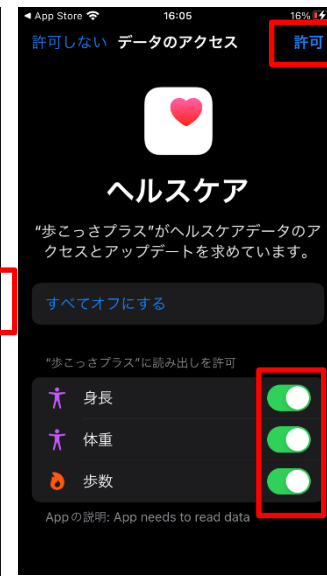 ◀ App Store 16:05 16%
許可しない データのアクセス 許可
ヘルスケア
“歩こっさプラス”がヘルスケアデータのア
クセスとアップデートを求めています。
すべてオフにする
“歩こっさプラス”に読み出しを許可
身長
体重
歩数
Appの説明: App needs to read data